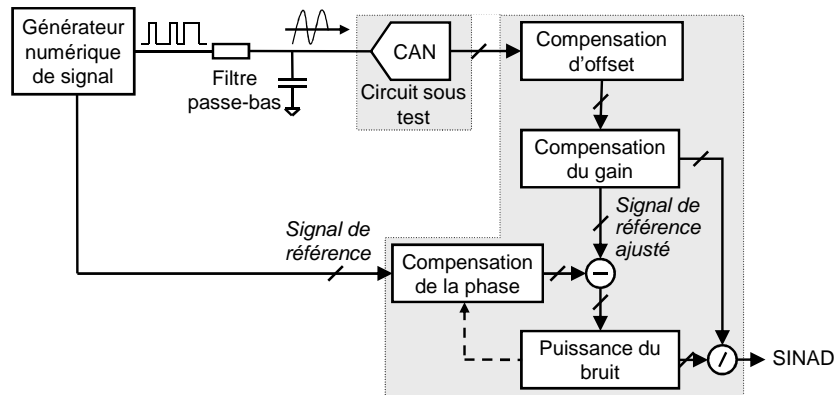 Générateur
numérique
de signal
Filtre
passe-bas
CAN
Circuit sous
test
Compensation
d'offset
Compensation
du gain
Signal de
référence
ajusté
Signal de
référence
Compensation
de la phase
−
Puissance du
bruit
/
SINAD